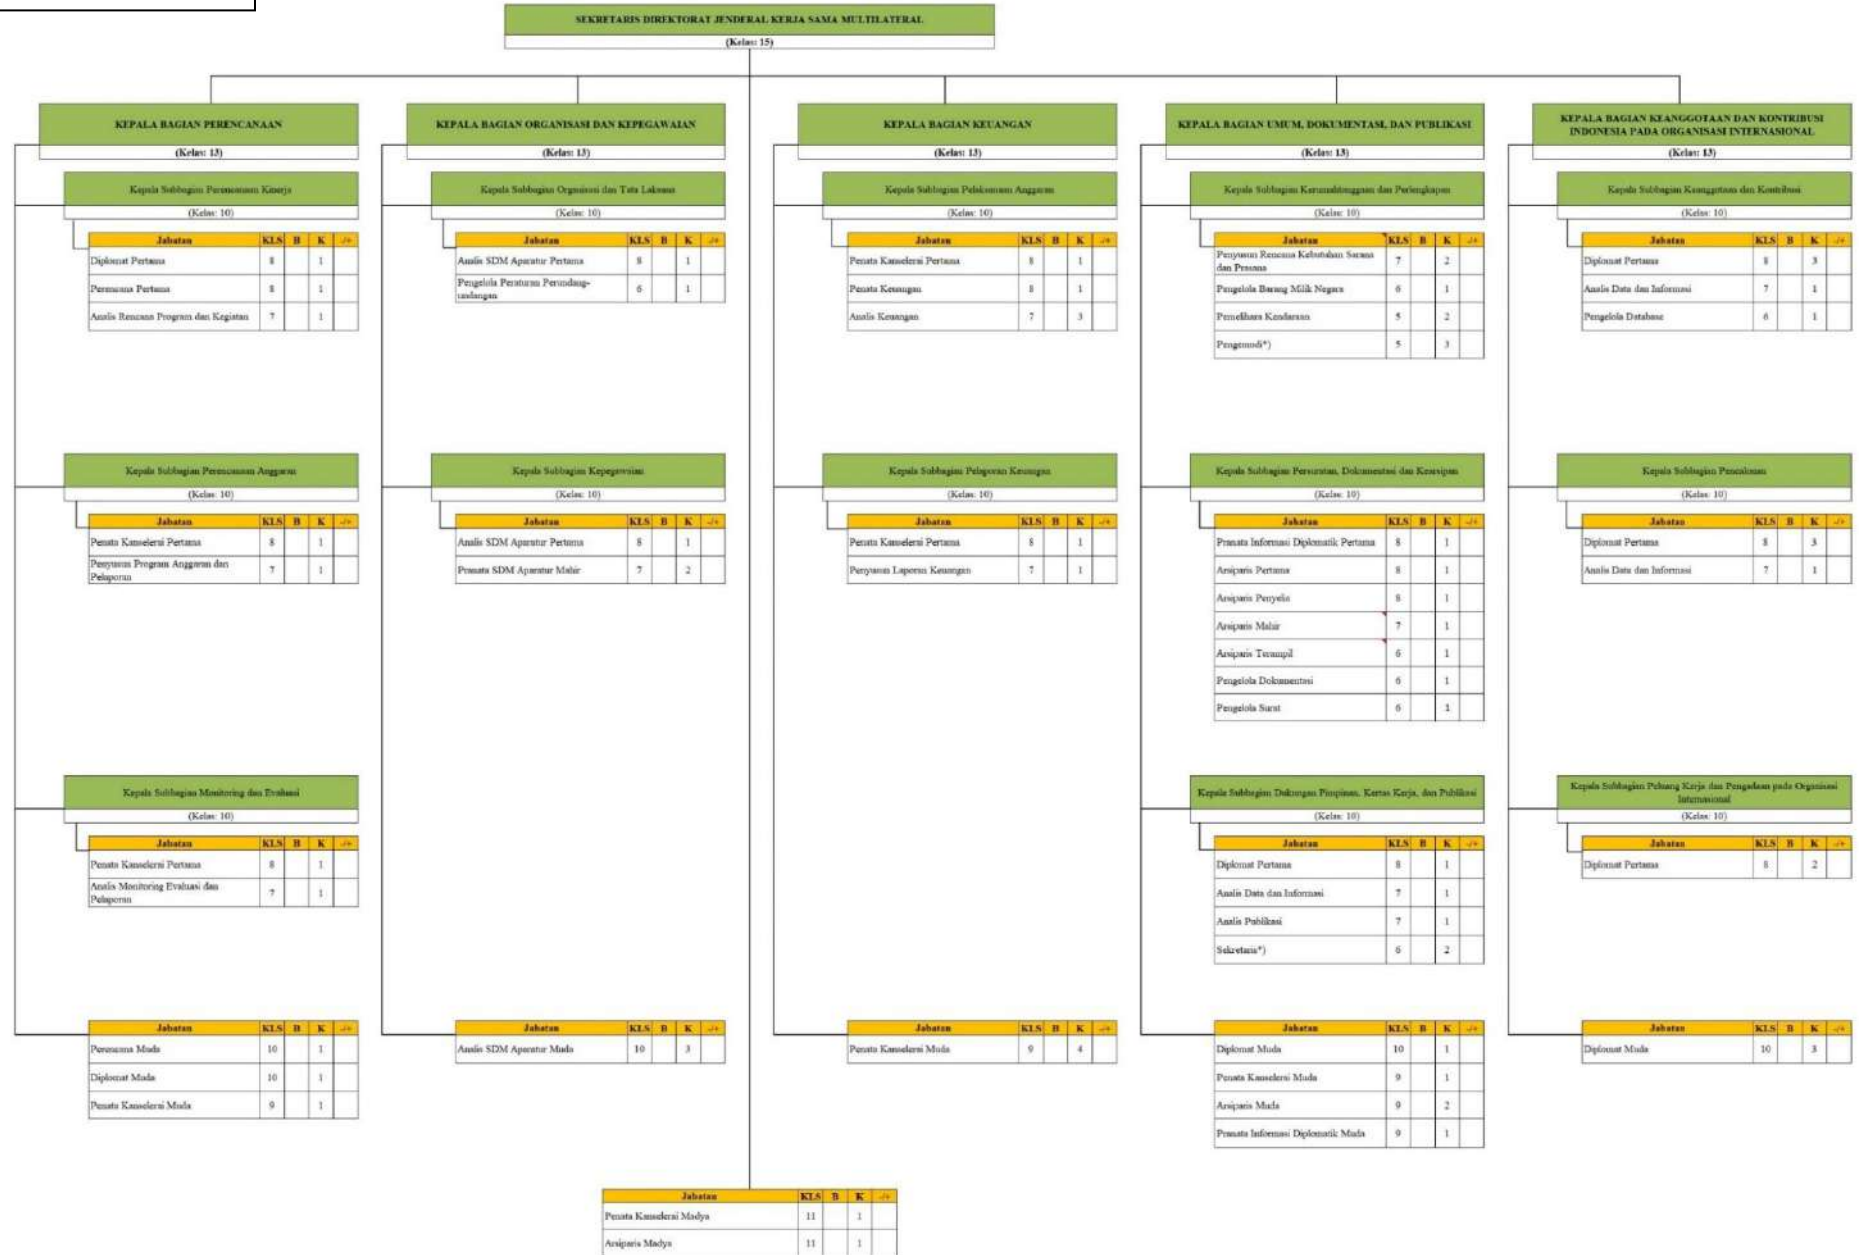 SEKRETARIS DIREKTORAT JENDERAL KERJA SAMA MULTILATERAL
(Kelas: 15)
KEPALA BAGIAN PERENCANAAN
(Kelas: 13)
Kepala Subbagian Perencanaan Kinerja
(Kelas: 10)
Jabatan KLS B K -/+
Diplomat Pertama 8 1
Perencana Pertama 8 1
Analis Rencana Program dan Kegiatan 7 1
Kepala Subbagian Perencanaan Anggaran
(Kelas: 10)
Jabatan KLS B K -/+
Penata Kanselerai Pertama 8 1
Penyusun Program Anggaran dan
Pelaporan 7 1
Kepala Subbagian Monitoring dan Evaluasi
(Kelas: 10)
Jabatan KLS B K -/+
Penata Kanselerai Pertama 8 1
Analis Monitoring Evaluasi dan
Pelaporan 7 1
Jabatan KLS B K -/+
Perencana Muda 10 1
Diplomat Muda 10 1
Penata Kanselerai Muda 9 1
KEPALA BAGIAN ORGANISASI DAN KEPEGAWAIAN
(Kelas: 13)
Kepala Subbagian Organisasi dan Tata Laksana
(Kelas: 10)
Jabatan KLS B K -/+
Analis SDM Aparatur Pertama 8 1
Pengelola Peraturan Perundang-
undangan 6 1
Kepala Subbagian Kepegawaian
(Kelas: 10)
Jabatan KLS B K -/+
Analis SDM Aparatur Pertama 8 1
Pranata SDM Aparatur Mahir 7 2
Jabatan KLS B K -/+
Analis SDM Aparatur Muda 10 3
KEPALA BAGIAN KEUANGAN
(Kelas: 13)
Kepala Subbagian Pelaksanaan Anggaran
(Kelas: 10)
Jabatan KLS B K -/+
Penata Kanselerai Pertama 8 1
Penata Keuangan 8 1
Analis Keuangan 7 3
Kepala Subbagian Pelaporan Keuangan
(Kelas: 10)
Jabatan KLS B K -/+
Penata Kanselerai Pertama 8 1
Penyusun Laporan Keuangan 7 1
Jabatan KLS B K -/+
Penata Kanselerai Muda 9 4
KEPALA BAGIAN UMUM, DOKUMENTASI, DAN PUBLIKASI
(Kelas: 13)
Kepala Subbagian Kerumahtanggaan dan Perlengkapan
(Kelas: 10)
Jabatan KLS B K -/+
Penyusun Rencana Kebutuhan Sarana
dan Prasana 7 2
Pengelola Barang Milik Negara 6 1
Pemelihara Kendaraan 5 2
Pengemudi*) 5 3
Kepala Subbagian Persuratan, Dokumentasi dan Kearsipan
(Kelas: 10)
Jabatan KLS B K -/+
Pranata Informasi Diplomatik Pertama 8 1
Arsiparis Pertama 8 1
Arsiparis Penyelia 8 1
Arsiparis Mahir 7 1
Arsiparis Terampil 6 1
Pengelola Dokumentasi 6 1
Pengelola Surat 6 1
Kepala Subbagian Dukungan Pimpinan, Kertas Kerja, dan Publikasi
(Kelas: 10)
Jabatan KLS B K -/+
Diplomat Pertama 8 1
Analis Data dan Informasi 7 1
Analis Publikasi 7 1
Sekretaris*) 6 2
Jabatan KLS B K -/+
Diplomat Muda 10 1
Penata Kanselerai Muda 9 1
Arsiparis Muda 9 2
Pranata Informasi Diplomatik Muda 9 1
KEPALA BAGIAN KEANGGOTAAN DAN KONTRIBUSI
INDONESIA PADA ORGANISASI INTERNASIONAL
(Kelas: 13)
Kepala Subbagian Keanggotaan dan Kontribusi
(Kelas: 10)
Jabatan KLS B K -/+
Diplomat Pertama 8 3
Analis Data dan Informasi 7 1
Pengelola Database 6 1
Kepala Subbagian Pencalonan
(Kelas: 10)
Jabatan KLS B K -/+
Diplomat Pertama 8 3
Analis Data dan Informasi 7 1
Kepala Subbagian Peluang Kerja dan Pengadaan pada Organisasi
Internasional
(Kelas: 10)
Jabatan KLS B K -/+
Diplomat Pertama 8 2
Jabatan KLS B K -/+
Diplomat Muda 10 3
Jabatan KLS B K -/+
Penata Kanselerai Madya 11 1
Arsiparis Madya 11 1